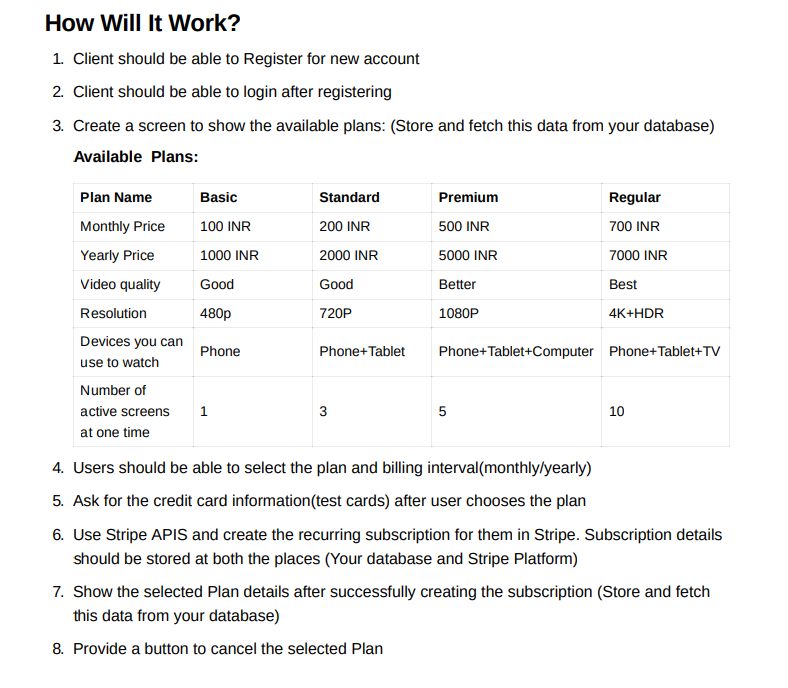 How Will It Work?
1. Client should be able to Register for new account
2. Client should be able to login after registering
3. Create a screen to show the available plans: (Store and fetch this data from your database)
Available Plans:
Plan Name Basic Standard Premium Regular
Monthly Price 100 INR 200 INR 500 INR 700 INR
Yearly Price 1000 INR 2000 INR 5000 INR 7000 INR
Video quality Good Good Better Best
Resolution 480p 720P 1080P 4K+HDR
Devices you can
use to watch Phone Phone+Tablet Phone+Tablet+Computer Phone+Tablet+TV
Number of
active screens 1 3 5 10
at one time
4. Users should be able to select the plan and billing interval(monthly/yearly)
5. Ask for the credit card information(test cards) after user chooses the plan
6. Use Stripe APIS and create the recurring subscription for them in Stripe. Subscription details
should be stored at both the places (Your database and Stripe Platform)
7. Show the selected Plan details after successfully creating the subscription (Store and fetch
this data from your database)
8. Provide a button to cancel the selected Plan